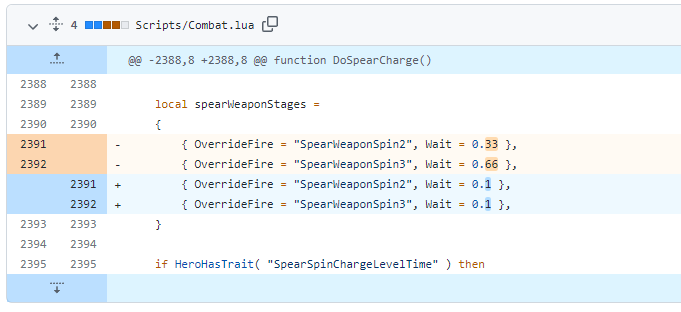 4 Scripts/Combat.lua
@@ -2388,8 +2388,8 @@ function DoSpearCharge()
2388 2388
2389 2389 local spearWeaponStages =
2390 2390 {
2391 - { OverrideFire = "SpearWeaponSpin2", Wait = 0.33 },
2392 - { OverrideFire = "SpearWeaponSpin3", Wait = 0.66 },
2391 + { OverrideFire = "SpearWeaponSpin2", Wait = 0.1 },
2392 + { OverrideFire = "SpearWeaponSpin3", Wait = 0.1 },
2393 2393 }
2394 2394
2395 2395 if HeroHasTrait( "SpearSpinChargeLevelTime" ) then